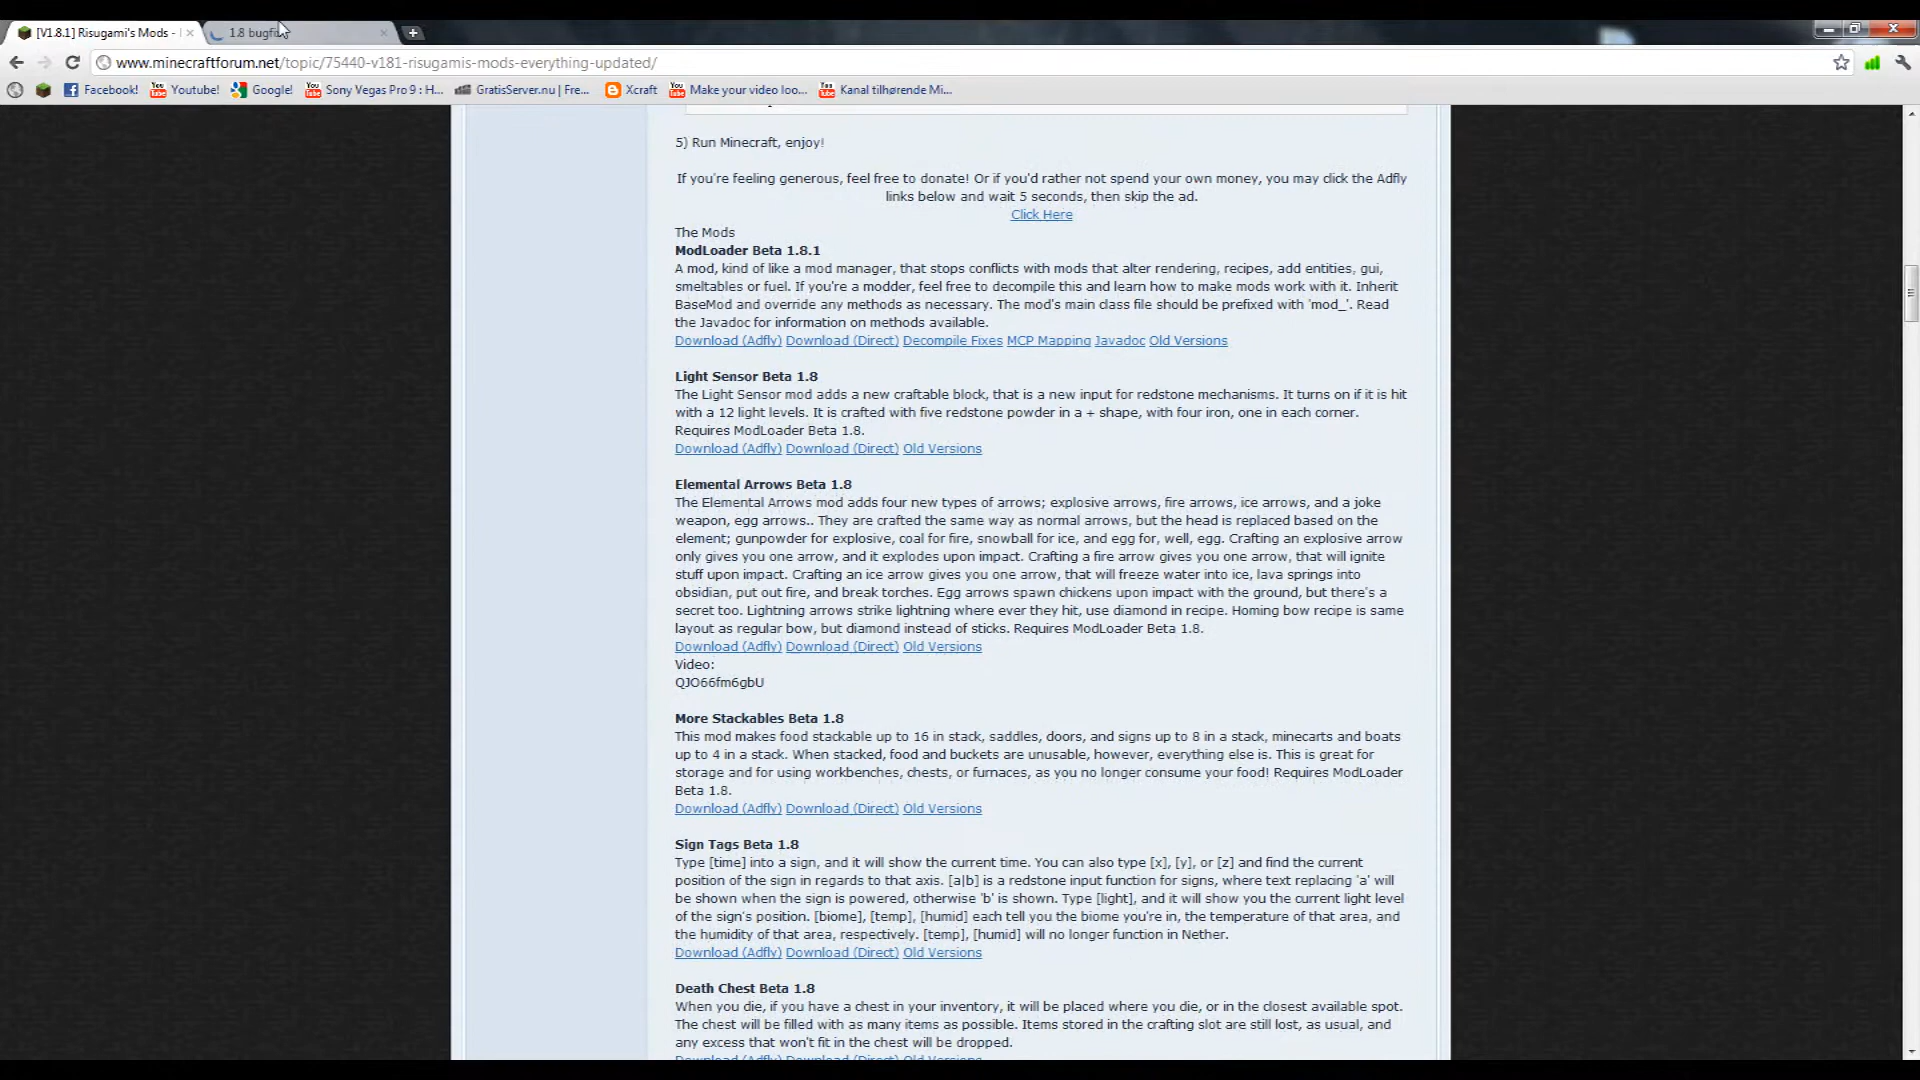 [V1.8.1] Risugami's Mods -
1.8 bugfix
www.minecraftforum.net/topic/75440-v181-risugamis-mods-everything-updated/
Facebook! Youtube! Google! Sony Vegas Pro 9 : H... GratisServer.nu | Fre... Xcraft Make your video loo... Kanal tilhørende Mi...
5) Run Minecraft, enjoy!
If you're feeling generous, feel free to donate! Or if you'd rather not spend your own money, you may click the Adfly
links below and wait 5 seconds, then skip the ad.
Click Here
The Mods
ModLoader Beta 1.8.1
A mod, kind of like a mod manager, that stops conflicts with mods that alter rendering, recipes, add entities, gui,
smeltables or fuel. If you're a modder, feel free to decompile this and learn how to make mods work with it. Inherit
BaseMod and override any methods as necessary. The mod's main class file should be prefixed with 'mod_'. Read
the Javadoc for information on methods available.
Download (Adfly) Download (Direct) Decompile Fixes MCP Mapping Javadoc Old Versions
Light Sensor Beta 1.8
The Light Sensor mod adds a new craftable block, that is a new input for redstone mechanisms. It turns on if it is hit
with a 12 light levels. It is crafted with five redstone powder in a + shape, with four iron, one in each corner.
Requires ModLoader Beta 1.8.
Download (Adfly) Download (Direct) Old Versions
Elemental Arrows Beta 1.8
The Elemental Arrows mod adds four new types of arrows; explosive arrows, fire arrows, ice arrows, and a joke
weapon, egg arrows.. They are crafted the same way as normal arrows, but the head is replaced based on the
element; gunpowder for explosive, coal for fire, snowball for ice, and egg for, well, egg. Crafting an explosive arrow
only gives you one arrow, and it explodes upon impact. Crafting a fire arrow gives you one arrow, that will ignite
stuff upon impact. Crafting an ice arrow gives you one arrow, that will freeze water into ice, lava springs into
obsidian, put out fire, and break torches. Egg arrows spawn chickens upon impact with the ground, but there's a
secret too. Lightning arrows strike lightning where ever they hit, use diamond in recipe. Homing bow recipe is same
layout as regular bow, but diamond instead of sticks. Requires ModLoader Beta 1.8.
Download (Adfly) Download (Direct) Old Versions
Video:
QJO66fm6gbU
More Stackables Beta 1.8
This mod makes food stackable up to 16 in stack, saddles, doors, and signs up to 8 in a stack, minecarts and boats
up to 4 in a stack. When stacked, food and buckets are unusable, however, everything else is. This is great for
storage and for using workbenches, chests, or furnaces, as you no longer consume your food! Requires ModLoader
Beta 1.8.
Download (Adfly) Download (Direct) Old Versions
Sign Tags Beta 1.8
Type [time] into a sign, and it will show the current time. You can also type [x], [y], or [z] and find the current
position of the sign in regards to that axis. [a|b] is a redstone input function for signs, where text replacing 'a' will
be shown when the sign is powered, otherwise 'b' is shown. Type [light], and it will show you the current light level
of the sign's position. [biome], [temp], [humid] each tell you the biome you're in, the temperature of that area, and
the humidity of that area, respectively. [temp], [humid] will no longer function in Nether.
Download (Adfly) Download (Direct) Old Versions
Death Chest Beta 1.8
When you die, if you have a chest in your inventory, it will be placed where you die, or in the closest available spot.
The chest will be filled with as many items as possible. Items stored in the crafting slot are still lost, as usual, and
any excess that won't fit in the chest will be dropped.
Download (Adfly) Download (Direct) Old Versions